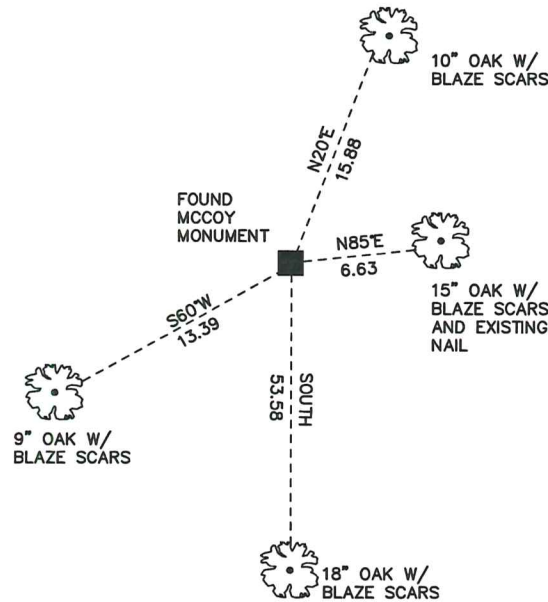 10" OAK W/
BLAZE SCARS
N20°E
15.88
FOUND
MCCOY
MONUMENT
N85°E
6.63
15" OAK W/
BLAZE SCARS
AND EXISTING
NAIL
S60°W
13.39
SOUTH
53.58
9" OAK W/
BLAZE SCARS
18" OAK W/
BLAZE SCARS